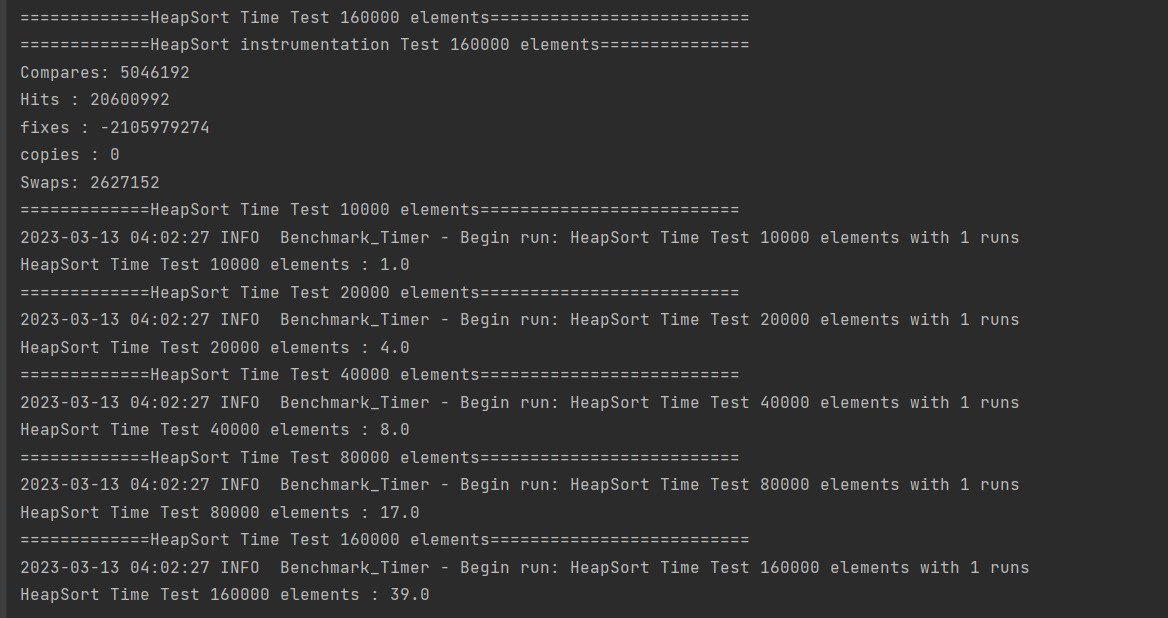 =============HeapSort Time Test 160000 elements==========================
=============HeapSort instrumentation Test 160000 elements===============
Compares: 5046192
Hits : 20600992
fixes : -2105979274
copies : 0
Swaps: 2627152
=============HeapSort Time Test 10000 elements==========================
2023-03-13 04:02:27 INFO  Benchmark_Timer - Begin run: HeapSort Time Test 10000 elements with 1 runs
HeapSort Time Test 10000 elements : 1.0
=============HeapSort Time Test 20000 elements==========================
2023-03-13 04:02:27 INFO  Benchmark_Timer - Begin run: HeapSort Time Test 20000 elements with 1 runs
HeapSort Time Test 20000 elements : 4.0
=============HeapSort Time Test 40000 elements==========================
2023-03-13 04:02:27 INFO  Benchmark_Timer - Begin run: HeapSort Time Test 40000 elements with 1 runs
HeapSort Time Test 40000 elements : 8.0
=============HeapSort Time Test 80000 elements==========================
2023-03-13 04:02:27 INFO  Benchmark_Timer - Begin run: HeapSort Time Test 80000 elements with 1 runs
HeapSort Time Test 80000 elements : 17.0
=============HeapSort Time Test 160000 elements==========================
2023-03-13 04:02:27 INFO  Benchmark_Timer - Begin run: HeapSort Time Test 160000 elements with 1 runs
HeapSort Time Test 160000 elements : 39.0